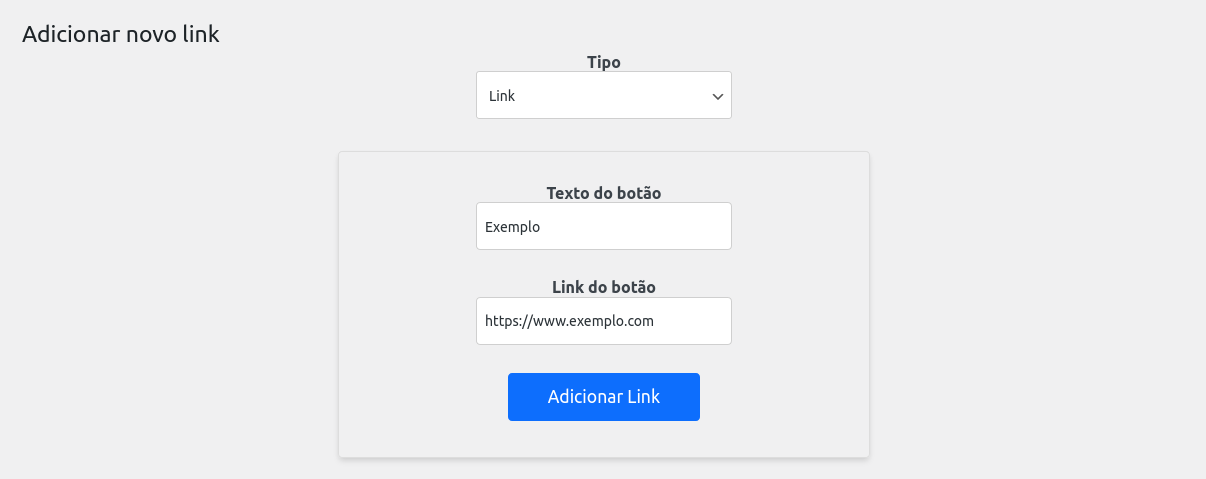 Adicionar novo link
Tipo
Link
Texto do botão
Exemplo
Link do botão
https://www.exemplo.com
Adicionar Link